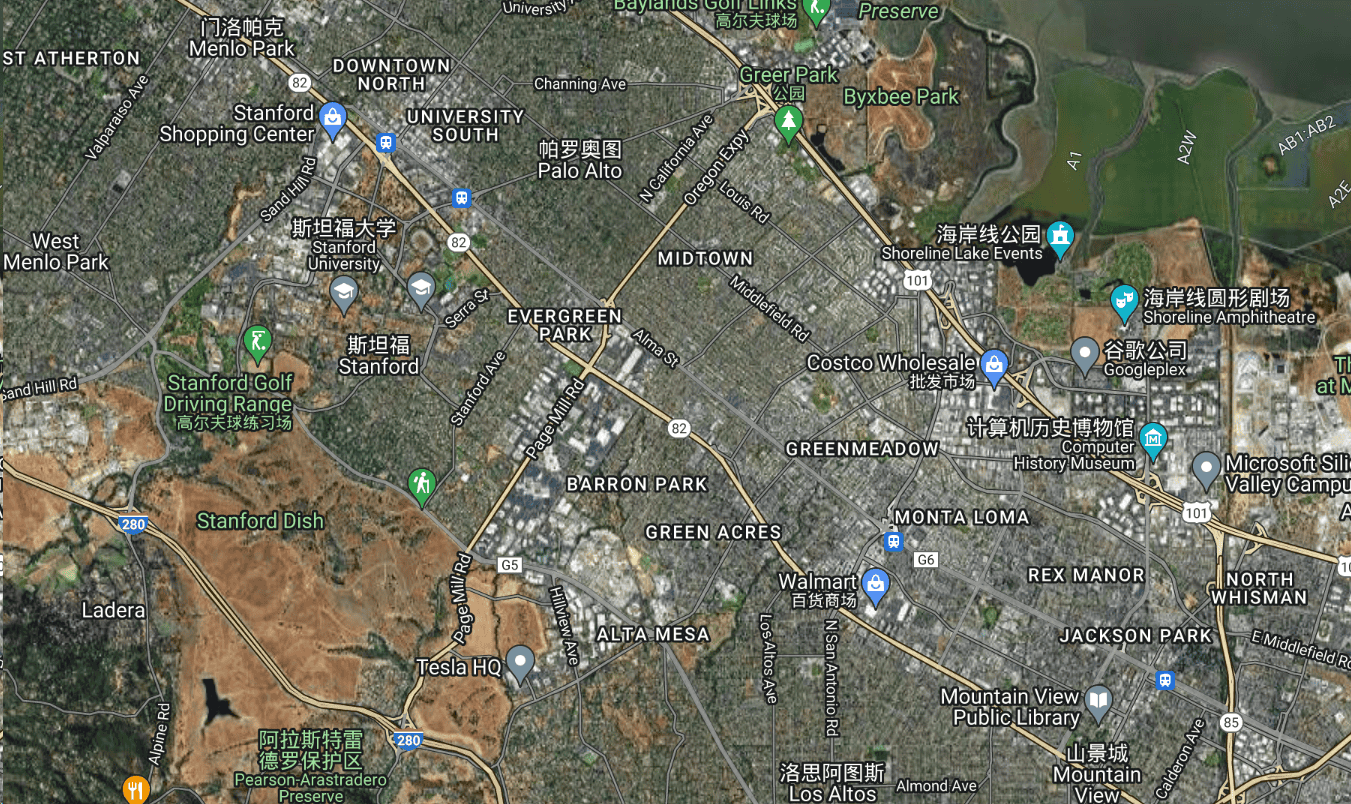 University
Baylands Golf Links
高尔夫球场
Preserve
门洛帕克
Menlo Park
ST ATHERTON
DOWNTOWN
NORTH
82
Valparaiso Ave
Channing Ave
Greer Park
公园
Byxbee Park
Stanford
Shopping Center
UNIVERSITY
SOUTH
帕罗奥图
Palo Alto
N California Ave
Oregon Expy
Louis Rd
A1
A2W
AB1-AB2
A2E
Sand Hill Rd
斯坦福大学
Stanford
University
82
West
Menlo Park
MIDTOWN
海岸线公园
Shoreline Lake Events
101
Middlefield Rd
Serra St
EVERGREEN
PARK
Alma St
海岸线圆形剧场
Shoreline Amphitheatre
斯坦福
Stanford
Stanford Ave
Costco Wholesale
批发市场
谷歌公司
Googleplex
Sand Hill Rd
Stanford Golf
Driving Range
高尔夫球练习场
Page Mill Rd
82
GREENMEADOW
计算机历史博物馆
Computer
History Museum
Microsoft
Valley
BARRON PARK
Stanford Dish
280
GREEN ACRES
MONTA LOMA
101
G5
G6
Page Mill Rd
Hillview Ave
Walmart
百货商场
REX MANOR
NORTH
WHISMAN
Ladera
ALTA MESA
Los Altos Ave
N San Antonio Rd
JACKSON PARK
E Middlefield
Tesla HQ
Mountain View
Public Library
Alpine Rd
280
85
阿拉斯特雷
德罗保护区
Pearson-Arastradero
Preserve
洛思阿图斯
Los Altos
Almond Ave
山景城
Mountain
View
Calderon Ave